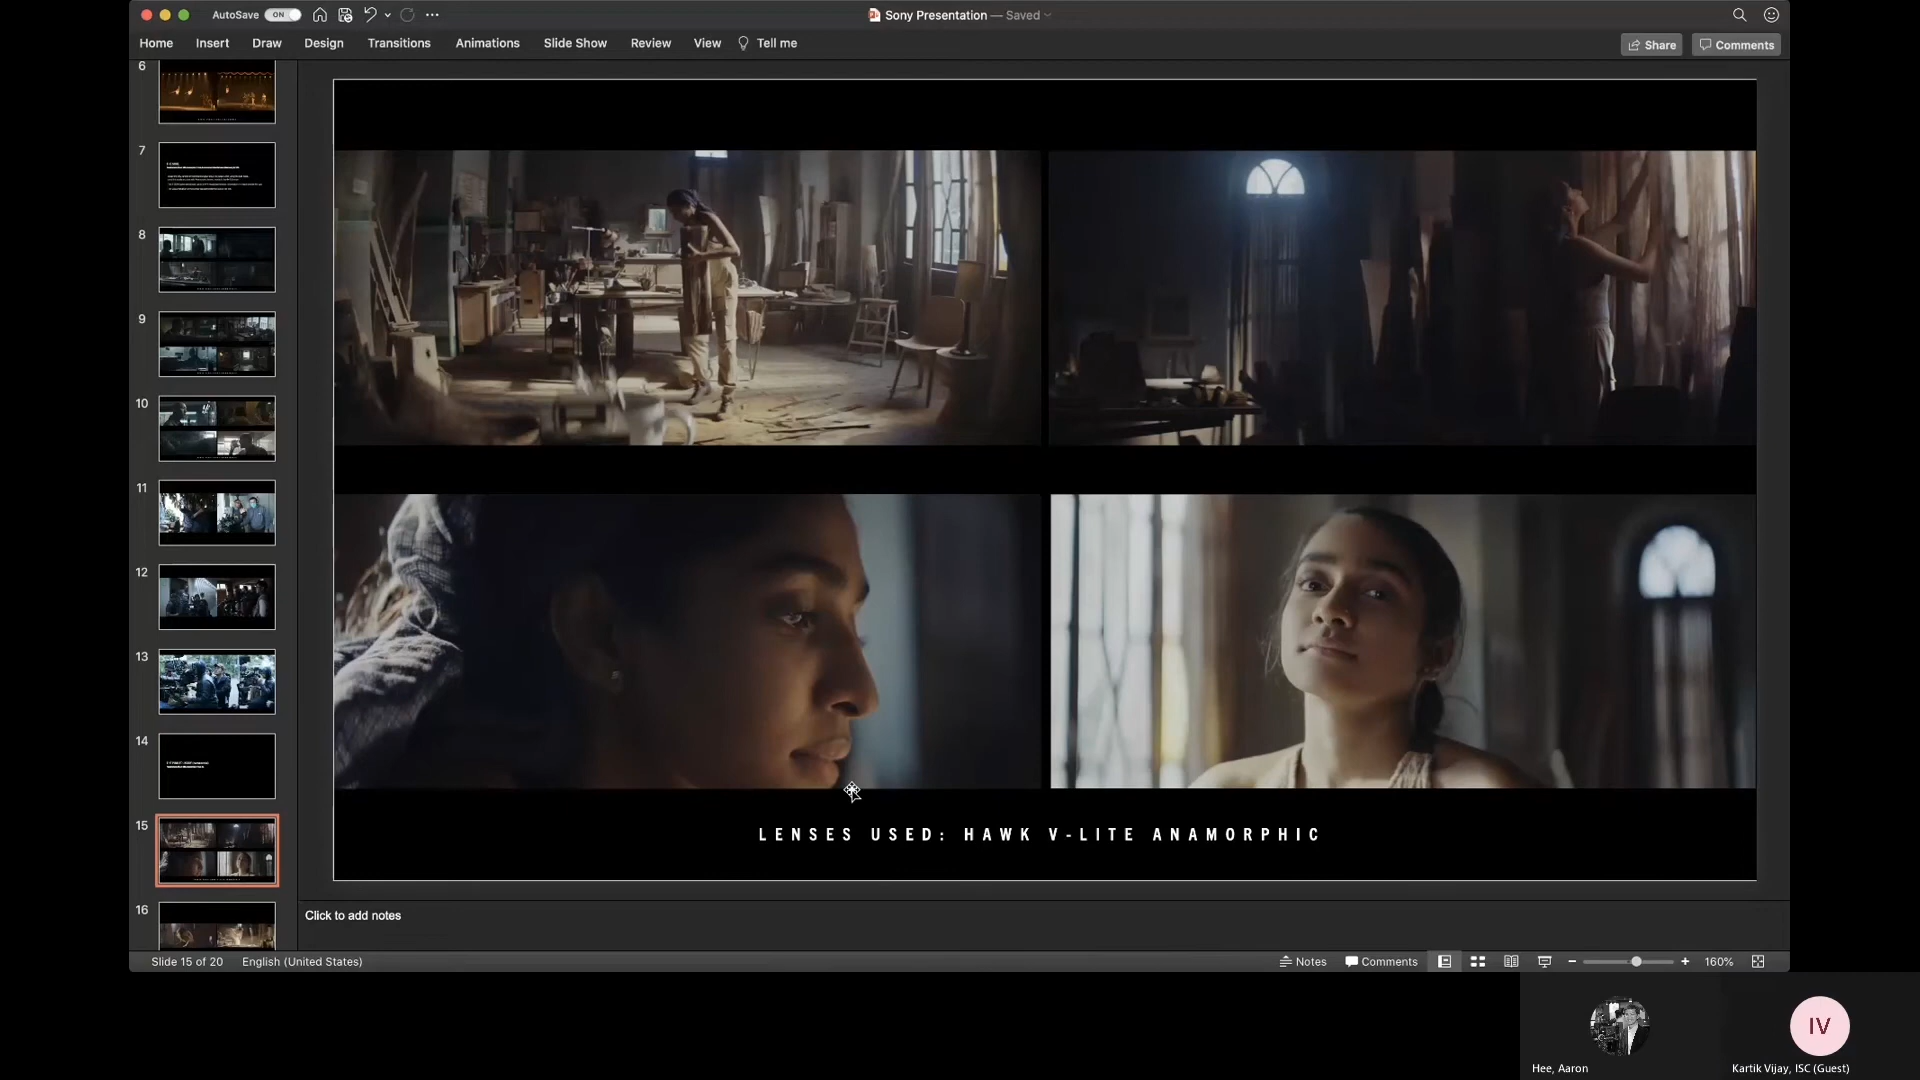 AutoSave ON
Sony Presentation — Saved
Home Insert Draw Design Transitions Animations Slide Show Review View Tell me
Share Comments
6
7
8
9
10
11
12
13
14
15
16
LENSES USED: HAWK V-LITE ANAMORPHIC
Click to add notes
Slide 15 of 20 English (United States)
Notes Comments 160%
IV
Hee, Aaron Kartik Vijay, ISC (Guest)